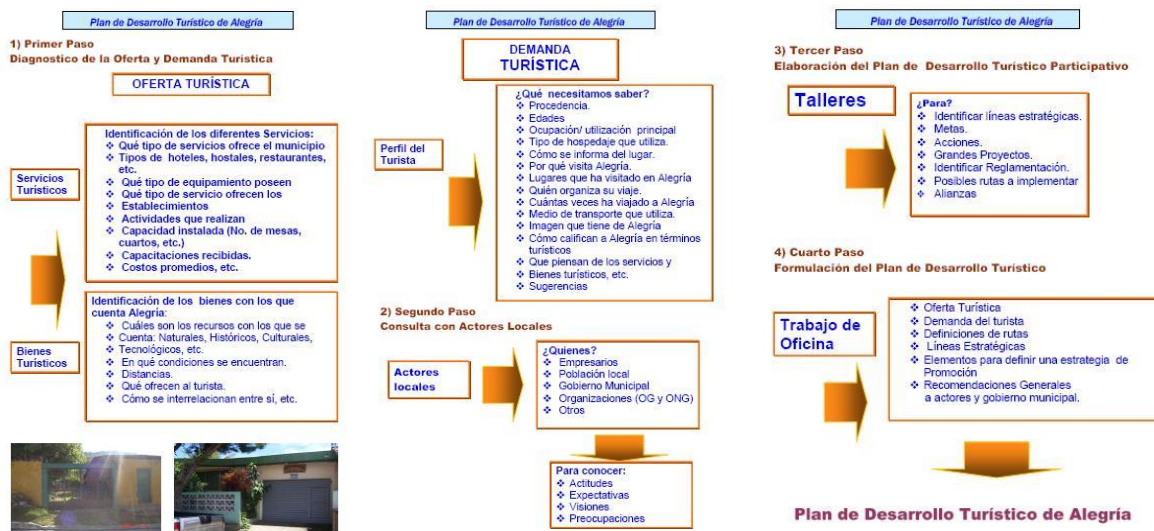 Plan de Desarrollo Turístico de Alegría
1) Primer Paso
Diagnostico de la Oferta y Demanda Turística
OFERTA TURÍSTICA
Servicios
Turísticos
Identificación de los diferentes Servicios:
❖ Qué tipo de servicios ofrece el municipio
❖ Tipos de hoteles, hostales, restaurantes,
etc.
❖ Qué tipo de equipamiento poseen
❖ Qué tipo de servicio ofrecen los
❖ Establecimientos
❖ Actividades que realizan
❖ Capacidad instalada (No. de mesas,
cuartos, etc.)
❖ Capacitaciones recibidas.
❖ Costos promedios, etc.
Bienes
Turísticos
Identificación de los bienes con los que
cuenta Alegría:
❖ Cuáles son los recursos con los que se
❖ Cuenta: Naturales, Históricos, Culturales,
❖ Tecnológicos, etc.
❖ En qué condiciones se encuentran.
❖ Distancias.
❖ Qué ofrecen al turista.
❖ Cómo se interrelacionan entre sí, etc.
Plan de Desarrollo Turístico de Alegría
DEMANDA
TURÍSTICA
Perfil del
Turista
¿Qué necesitamos saber?
❖ Procedencia.
❖ Edades
❖ Ocupación/ utilización principal
❖ Tipo de hospedaje que utiliza.
❖ Cómo se informa del lugar.
❖ Por qué visita Alegría.
❖ Lugares que ha visitado en Alegría
❖ Quién organiza su viaje.
❖ Cuántas veces ha viajado a Alegría
❖ Medio de transporte que utiliza.
❖ Imagen que tiene de Alegría
❖ Cómo califican a Alegría en términos
turísticos
❖ Que piensan de los servicios y
❖ Bienes turísticos, etc.
❖ Sugerencias
2) Segundo Paso
Consulta con Actores Locales
Actores
locales
¿Quienes?
❖ Empresarios
❖ Población local
❖ Gobierno Municipal
❖ Organizaciones (OG y ONG)
❖ Otros
Para conocer:
❖ Actitudes
❖ Expectativas
❖ Visiones
❖ Preocupaciones
Plan de Desarrollo Turístico de Alegría
3) Tercer Paso
Elaboración del Plan de Desarrollo Turístico Participativo
Talleres
¿Para?
❖ Identificar líneas estratégicas.
❖ Metas.
❖ Acciones.
❖ Grandes Proyectos.
❖ Identificar Reglamentación.
❖ Posibles rutas a implementar
❖ Alianzas
4) Cuarto Paso
Formulación del Plan de Desarrollo Turístico
Trabajo de
Oficina
❖ Oferta Turística
❖ Demanda del turista
❖ Definiciones de rutas
❖ Líneas Estratégicas
❖ Elementos para definir una estrategia de
Promoción
❖ Recomendaciones Generales
a actores y gobierno municipal.
Plan de Desarrollo Turístico de Alegría